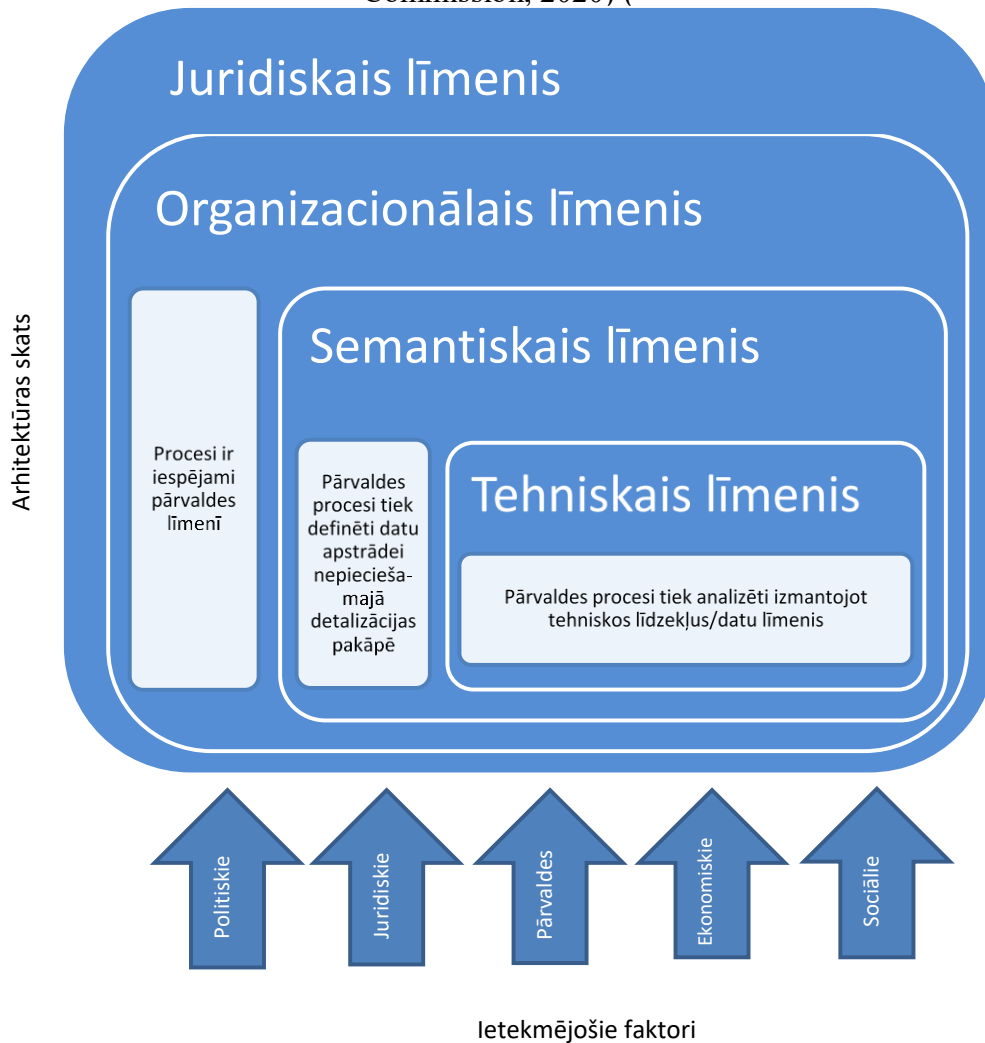 Commission, 2020) (
Juridiskais līmenis
Organizacionālais līmenis
Semantiskais līmenis
Tehniskais līmenis
Arhitektūras skats
Procesi ir
iespējami
pārvaldes
līmenī
Pārvaldes
procesi tiek
definēti datu
apstrādei
nepiecieša-
majā
detalizācijas
pakāpē
Pārvaldes procesi tiek analizēti izmantojot
tehniskos līdzekļus/datu līmenis
Politiskie
Juridiskie
Pārvaldes
Ekonomiskie
Sociālie
Ietekmējošie faktori